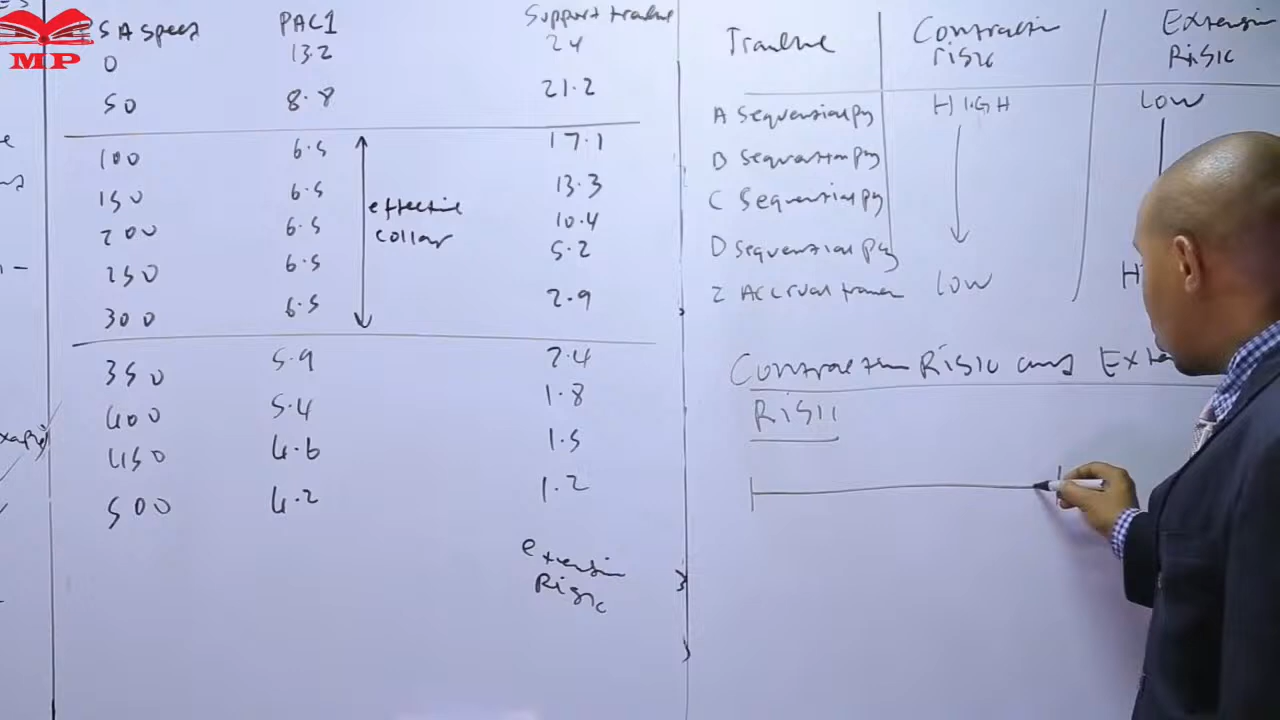 MP
SA Speed PAC1 Support tranche
0 13.2 24
50 8.8 21.2
100 6.5 17.1
150 6.5 13.3
200 6.5 10.4
250 6.5 5.2
300 6.5 2.9
effective
collar
350 5.9 2.4
400 5.4 1.8
450 4.6 1.5
500 4.2 1.2
extension
Risk
Tranche Contraction risk Extension Risk
A Sequential pay HIGH LOW
B Sequential pay
C Sequential pay
D Sequential pay
Z Accrual tranche LOW H
Contraction Risk and Exte
Risk